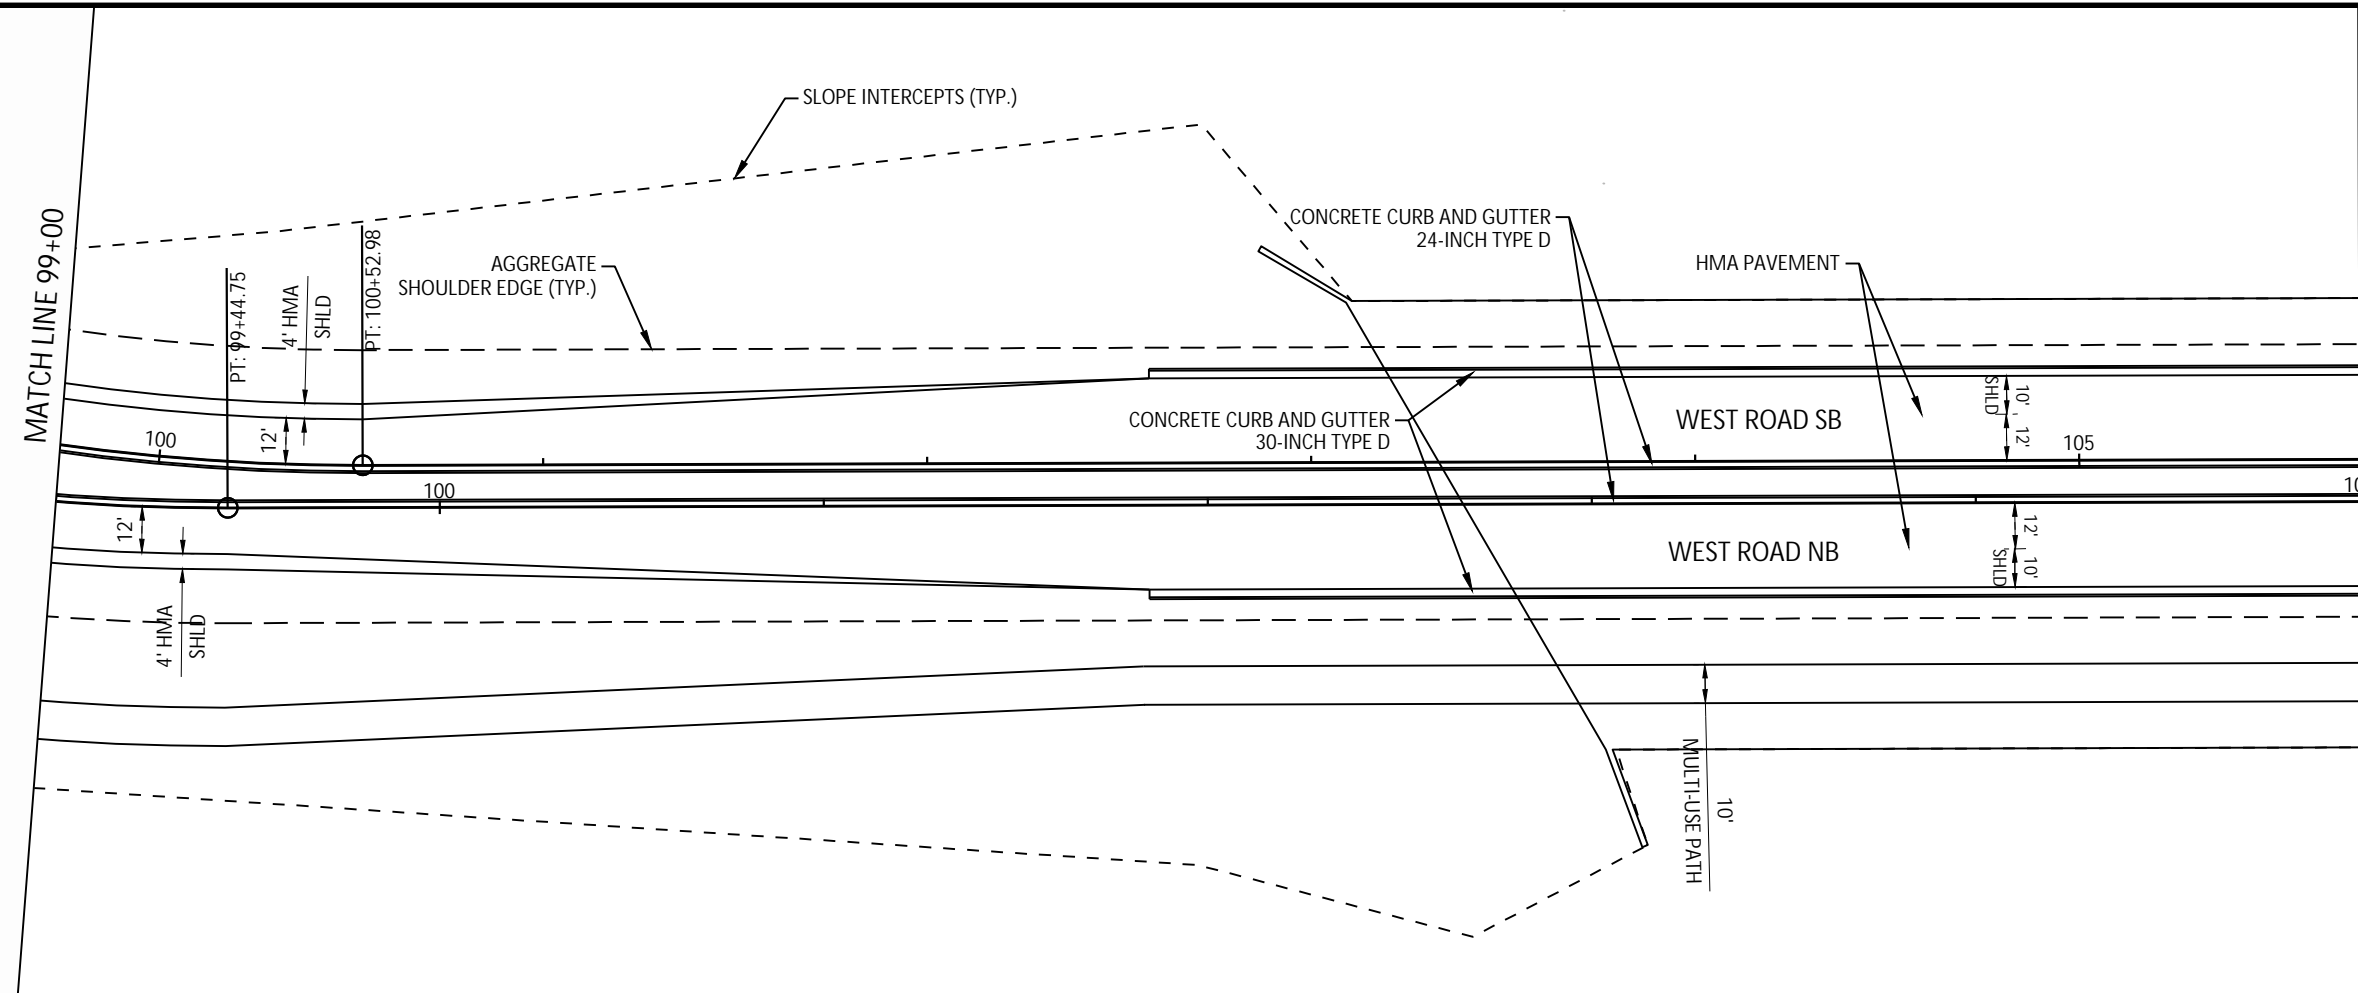 SLOPE INTERCEPTS (TYP.)
MATCH LINE 99+00
PT: 99+44.75
4' HMA
SHLD
PT: 100+52.98
AGGREGATE
SHOULDER EDGE (TYP.)
CONCRETE CURB AND GUTTER
24-INCH TYPE D
HMA PAVEMENT
CONCRETE CURB AND GUTTER
30-INCH TYPE D
WEST ROAD SB
10'
SHLD
12'
100
12'
105
100
10
12'
4' HMA
SHLD
WEST ROAD NB
12'
10'
SHLD
10'
MULTI-USE PATH